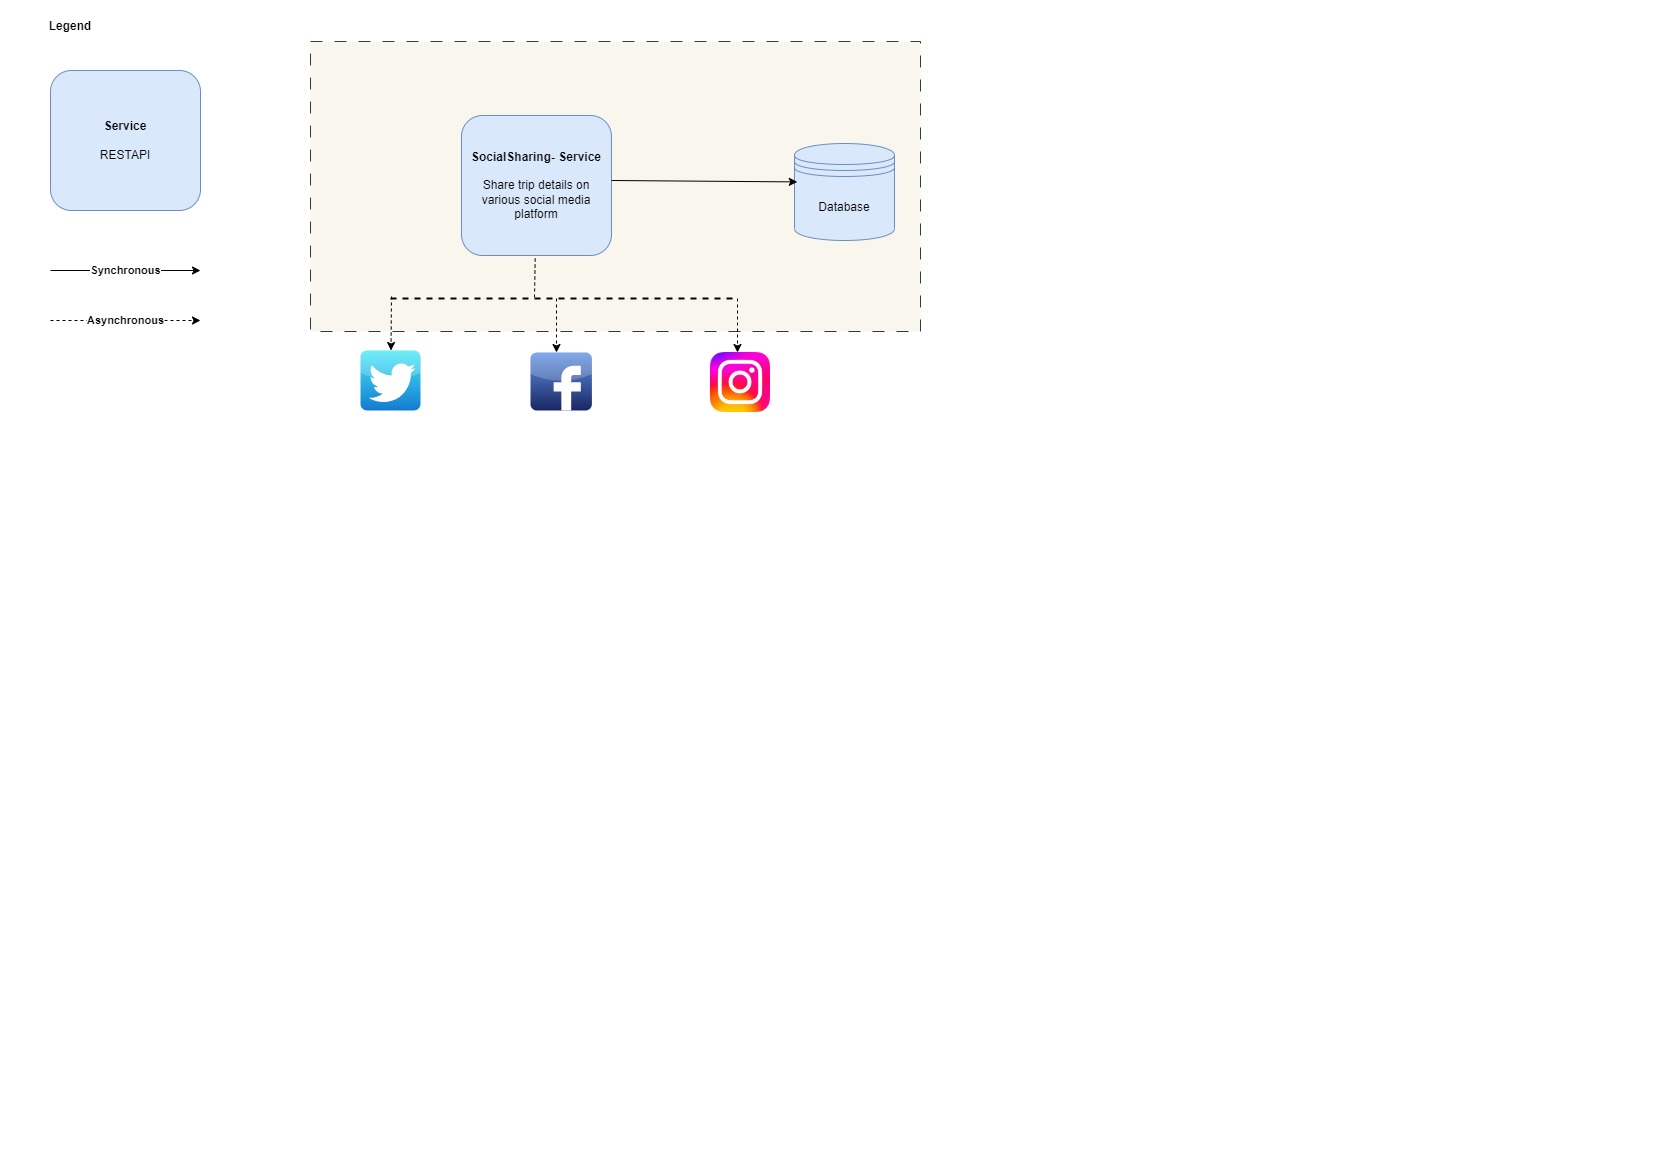 Legend
Service
RESTAPI
Synchronous
Asynchronous
SocialSharing- Service
Share trip details on
various social media
platform
Database